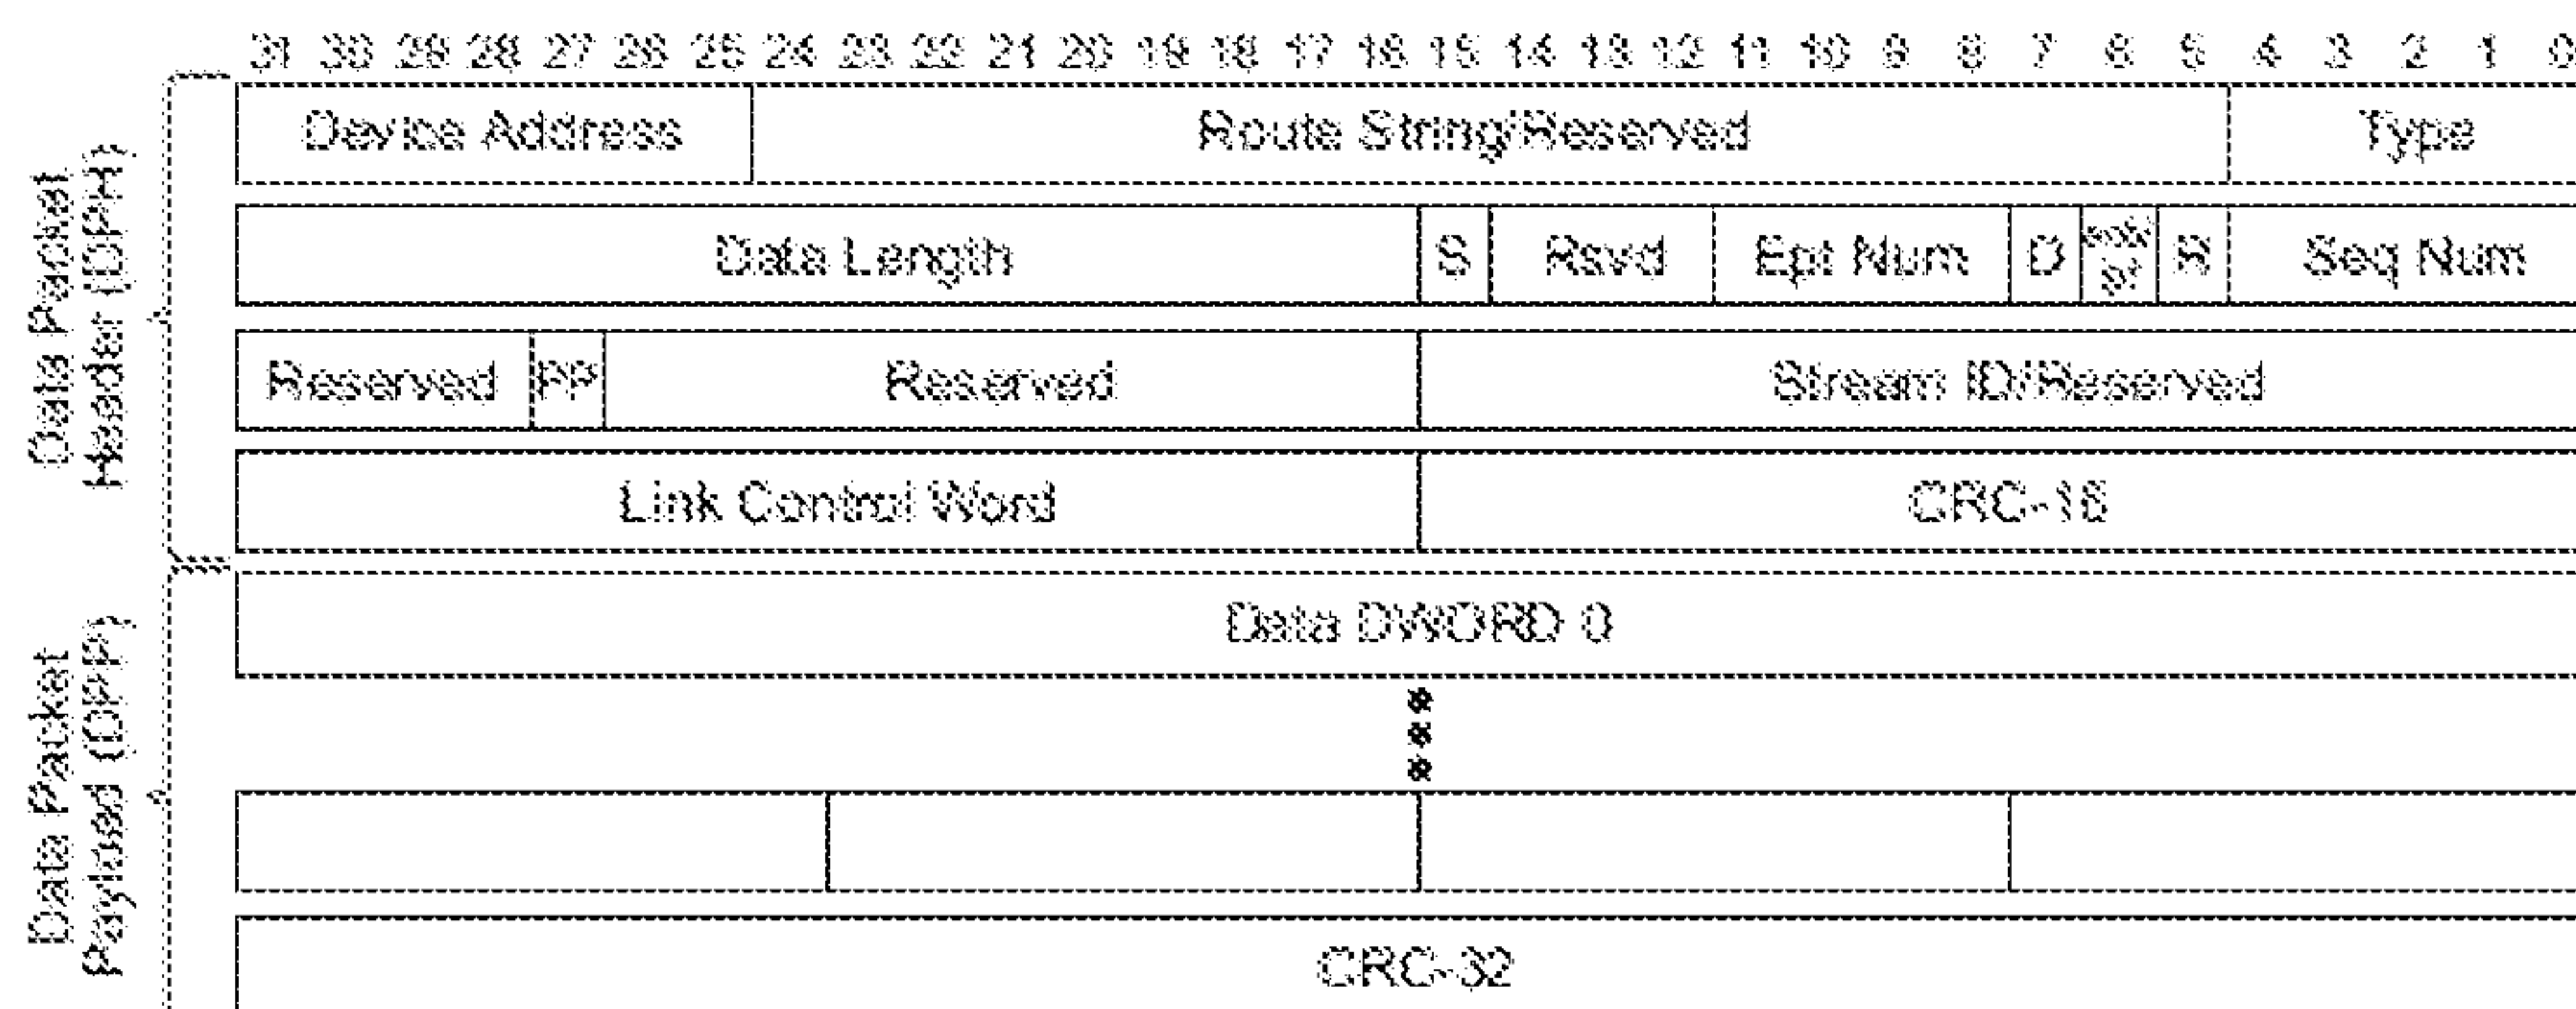 31 30 29 28 27 26 25 24 23 22 21 20 19 18 17 16 15 14 13 12 11 10 9 8 7 6 5 4 3 2 1 0
Data Packet
Header (DPH)
Device Address Route String/Reserved Type
Data Length S Rsvd Ept Num D R Seq Num
Reserved PP Reserved Stream ID/Reserved
Link Control Word CRC-16
Data Packet
Payload (DPP)
Data DWORD 0
CRC-32